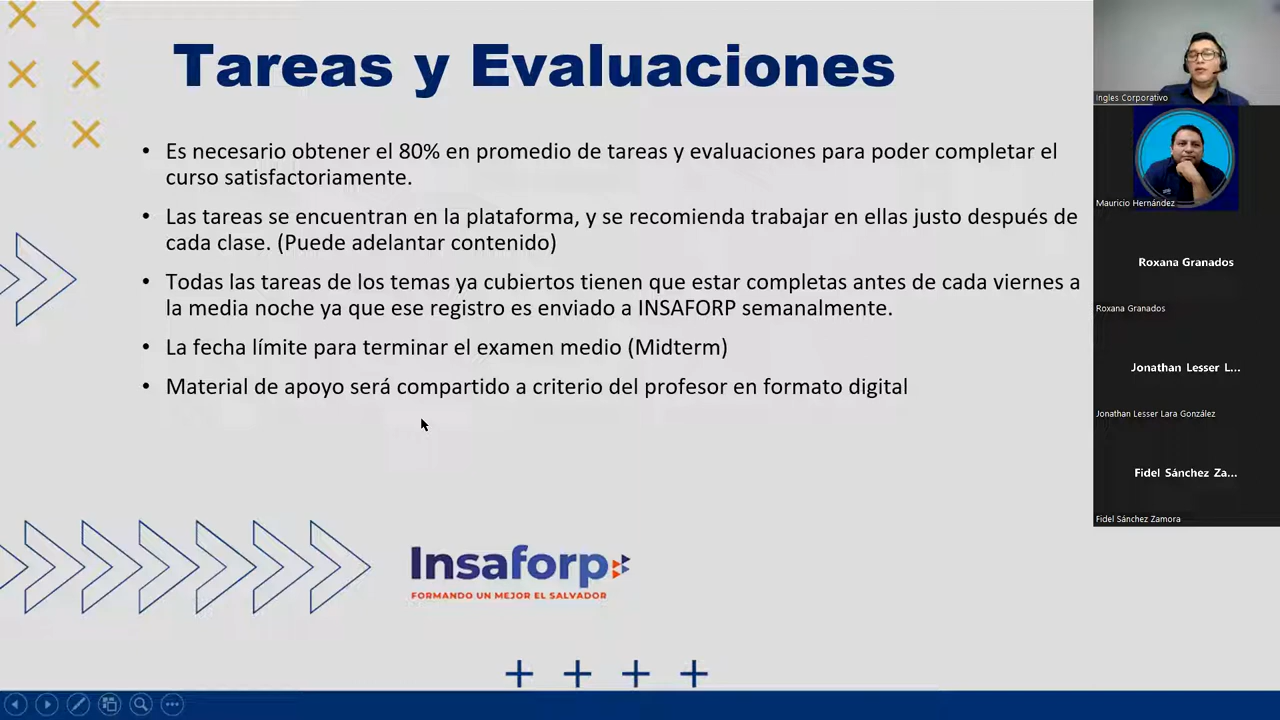 Tareas y Evaluaciones
• Es necesario obtener el 80% en promedio de tareas y evaluaciones para poder completar el
curso satisfactoriamente.
• Las tareas se encuentran en la plataforma, y se recomienda trabajar en ellas justo después de
cada clase. (Puede adelantar contenido)
• Todas las tareas de los temas ya cubiertos tienen que estar completas antes de cada viernes a
la media noche ya que ese registro es enviado a INSAFORP semanalmente.
• La fecha límite para terminar el examen medio (Midterm)
• Material de apoyo será compartido a criterio del profesor en formato digital
Insaforp
FORMANDO UN MEJOR EL SALVADOR
Ingles Corporativo
Mauricio Hernández
Roxana Granados
Roxana Granados
Jonathan Lesser L...
Jonathan Lesser Lara González
Fidel Sánchez Za...
Fidel Sánchez Zamora